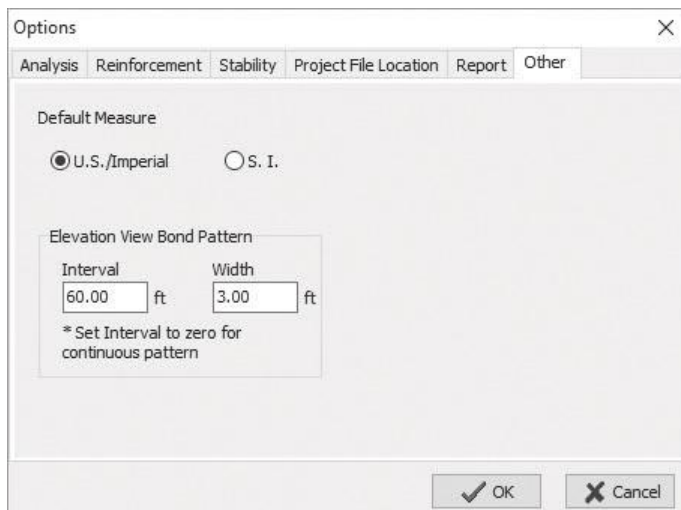 Options
Analysis Reinforcement Stability Project File Location Report Other
Default Measure
U.S./Imperial S. I.
Elevation View Bond Pattern
Interval Width
60.00 ft 3.00 ft
* Set Interval to zero for
continuous pattern
OK Cancel